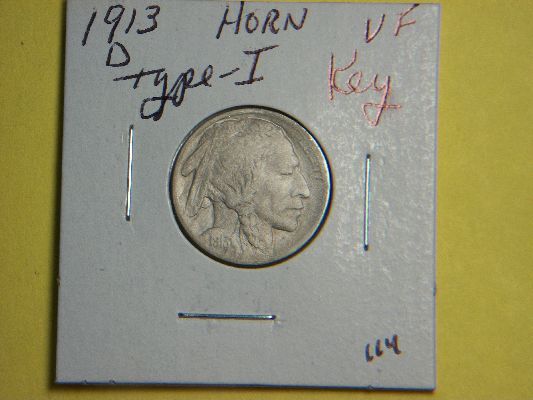 1913 HORN VF
D
Type-I Key
1913
114